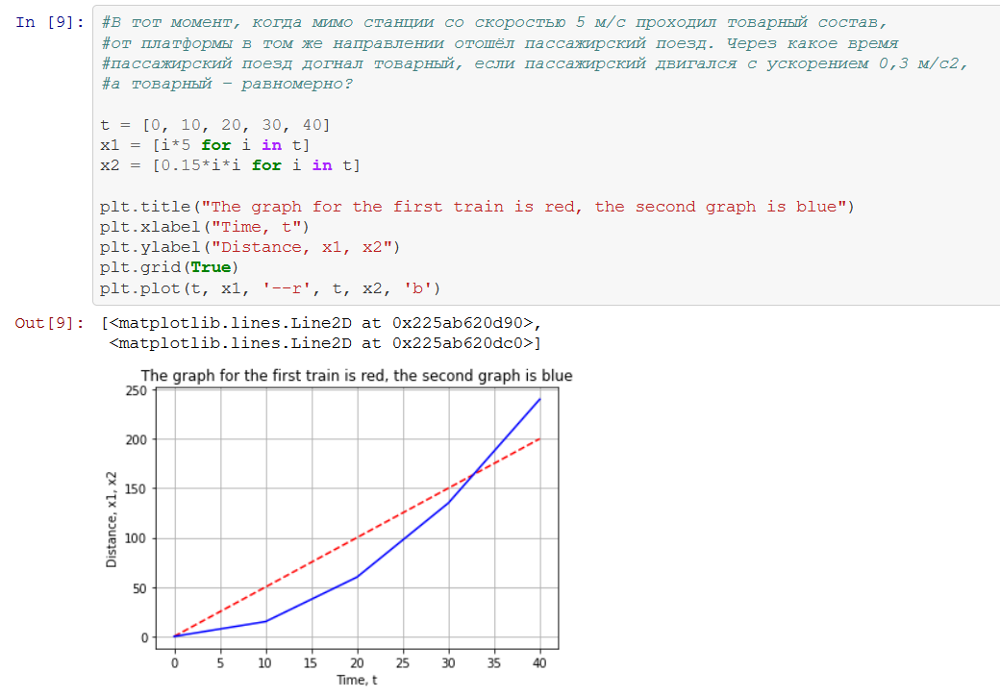 In [9]: #В тот момент, когда мимо станции со скоростью 5 м/с проходил товарный состав,
#от платформы в том же направлении отошёл пассажирский поезд. Через какое время
#пассажирский поезд догнал товарный, если пассажирский двигался с ускорением 0,3 м/с2,
#а товарный – равномерно?
t = [0, 10, 20, 30, 40]
x1 = [i*5 for i in t]
x2 = [0.15*i*i for i in t]
plt.title("The graph for the first train is red, the second graph is blue")
plt.xlabel("Time, t")
plt.ylabel("Distance, x1, x2")
plt.grid(True)
plt.plot(t, x1, '--r', t, x2, 'b')
Out[9]: [<matplotlib.lines.Line2D at 0x225ab620d90>,
<matplotlib.lines.Line2D at 0x225ab620dc0>]
The graph for the first train is red, the second graph is blue
250
200
150
100
50
0
Distance, x1, x2
0 5 10 15 20 25 30 35 40
Time, t